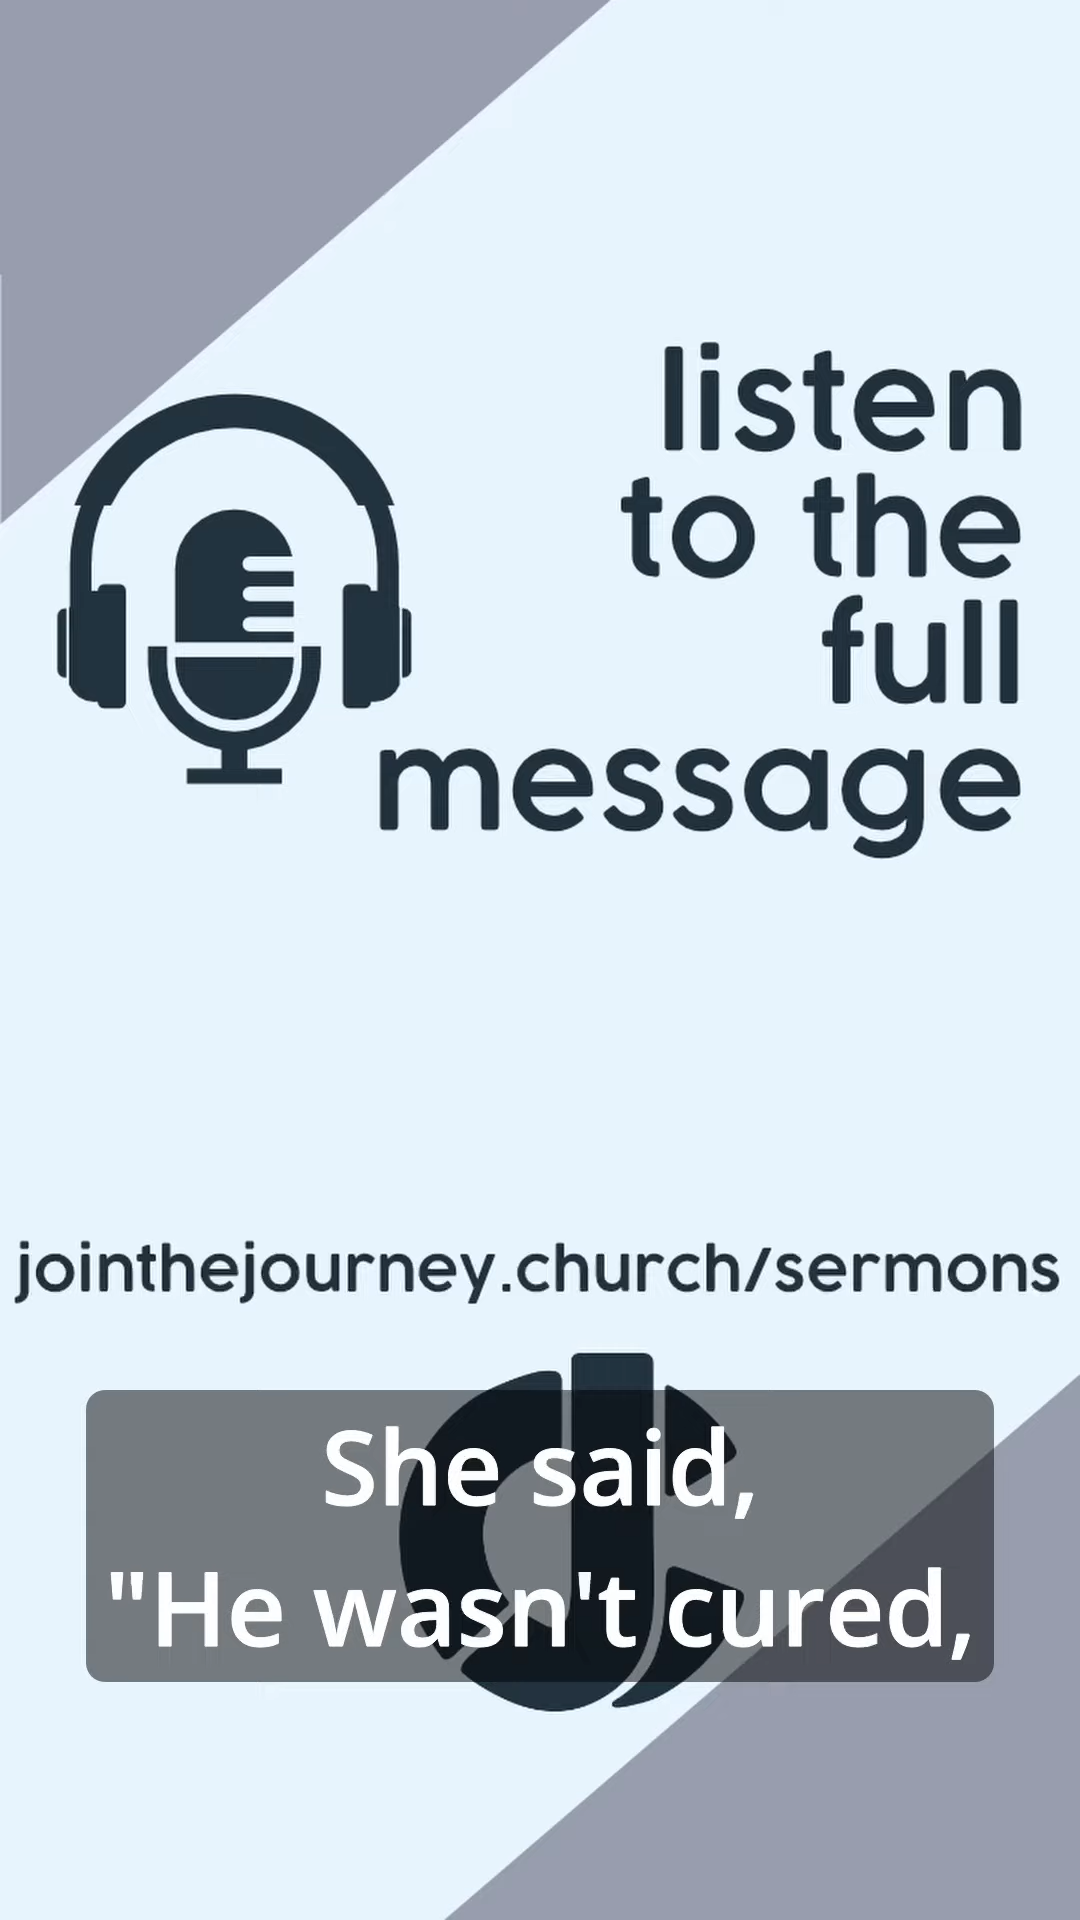 listen
to the
full
message
jointhejourney.church/sermons
She said,
"He wasn't cured,